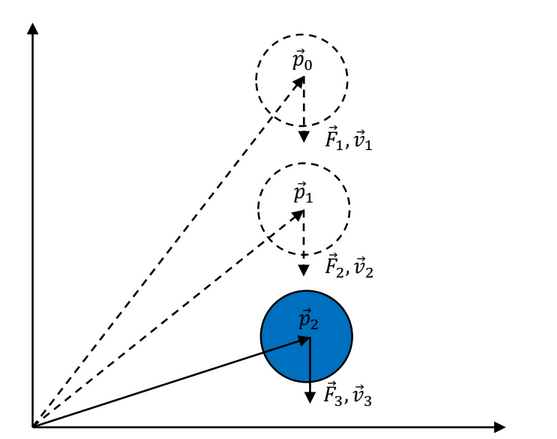 p⃗₀
F⃗₁, v⃗₁
p⃗₁
F⃗₂, v⃗₂
p⃗₂
F⃗₃, v⃗₃